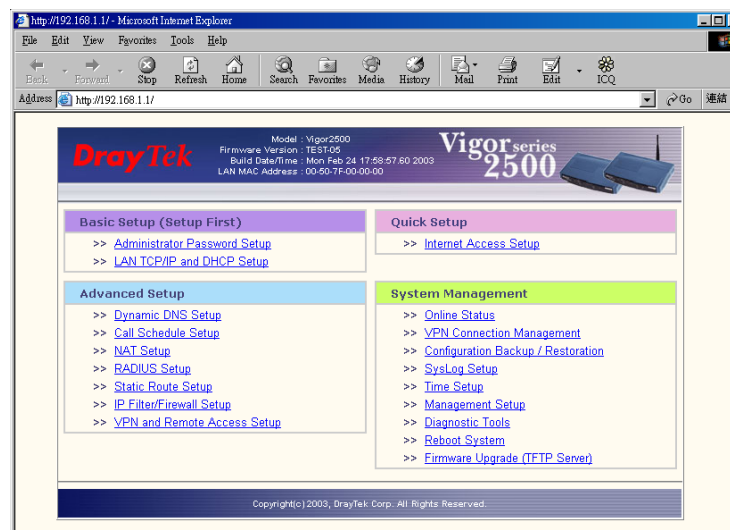 http://192.168.1.1/ - Microsoft Internet Explorer
File Edit View Favorites Tools Help
Back Forward Stop Refresh Home Search Favorites Media History Mail Print Edit ICQ
Address http://192.168.1.1/ Go 連結
DrayTek
Model : Vigor2500
Firmware Version : TEST-05
Build Date/Time : Mon Feb 24 17:58:57.60 2003
LAN MAC Address : 00-50-7F-00-00-00
Vigor series
2500
Basic Setup (Setup First)
>> Administrator Password Setup
>> LAN TCP/IP and DHCP Setup
Quick Setup
>> Internet Access Setup
Advanced Setup
>> Dynamic DNS Setup
>> Call Schedule Setup
>> NAT Setup
>> RADIUS Setup
>> Static Route Setup
>> IP Filter/Firewall Setup
>> VPN and Remote Access Setup
System Management
>> Online Status
>> VPN Connection Management
>> Configuration Backup / Restoration
>> SysLog Setup
>> Time Setup
>> Management Setup
>> Diagnostic Tools
>> Reboot System
>> Firmware Upgrade (TFTP Server)
Copyright(c) 2003, DrayTek Corp. All Rights Reserved.